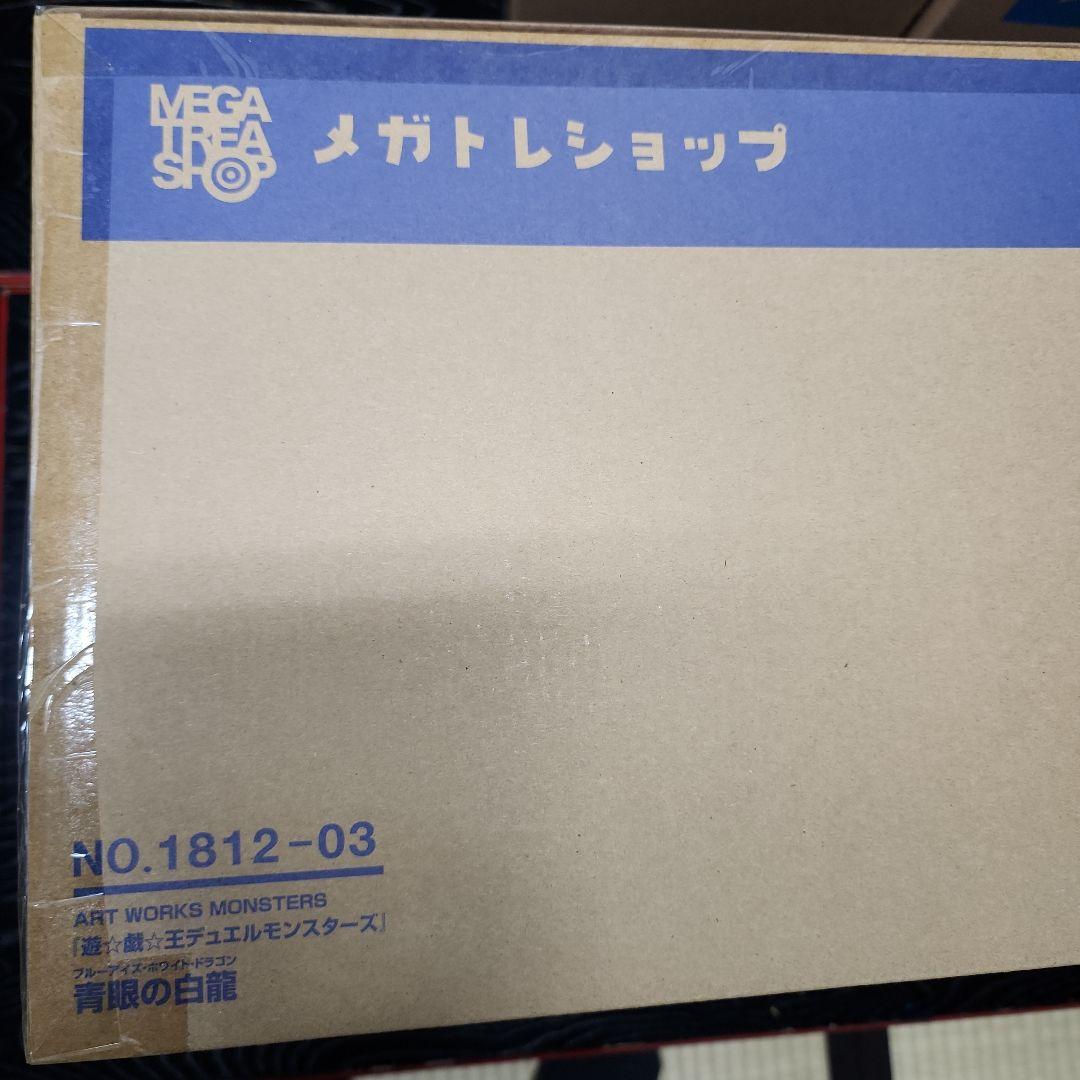 MEGA
TREA
SHOP
メガトレショップ
NO.1812-03
ART WORKS MONSTERS
『遊☆戯☆王デュエルモンスターズ』
ブルーアイズ・ホワイト・ドラゴン
青眼の白龍